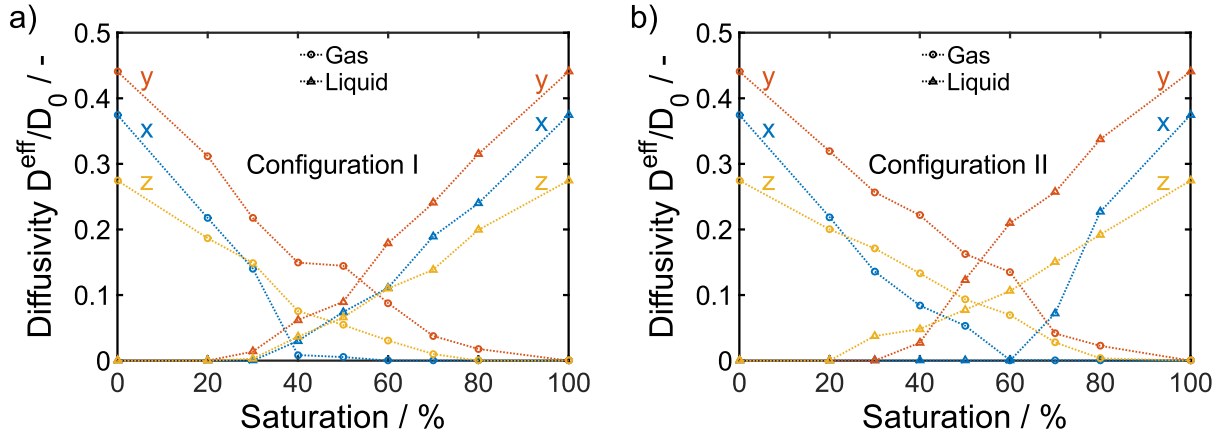 a)
0.5
0.4
0.3
0.2
0.1
0
Diffusivity D^eff/D_0 / -
Gas
Liquid
y
x
z
y
x
z
Configuration I
0 20 40 60 80 100
Saturation / %
b)
0.5
0.4
0.3
0.2
0.1
0
Diffusivity D^eff/D_0 / -
Gas
Liquid
y
x
z
y
x
z
Configuration II
0 20 40 60 80 100
Saturation / %